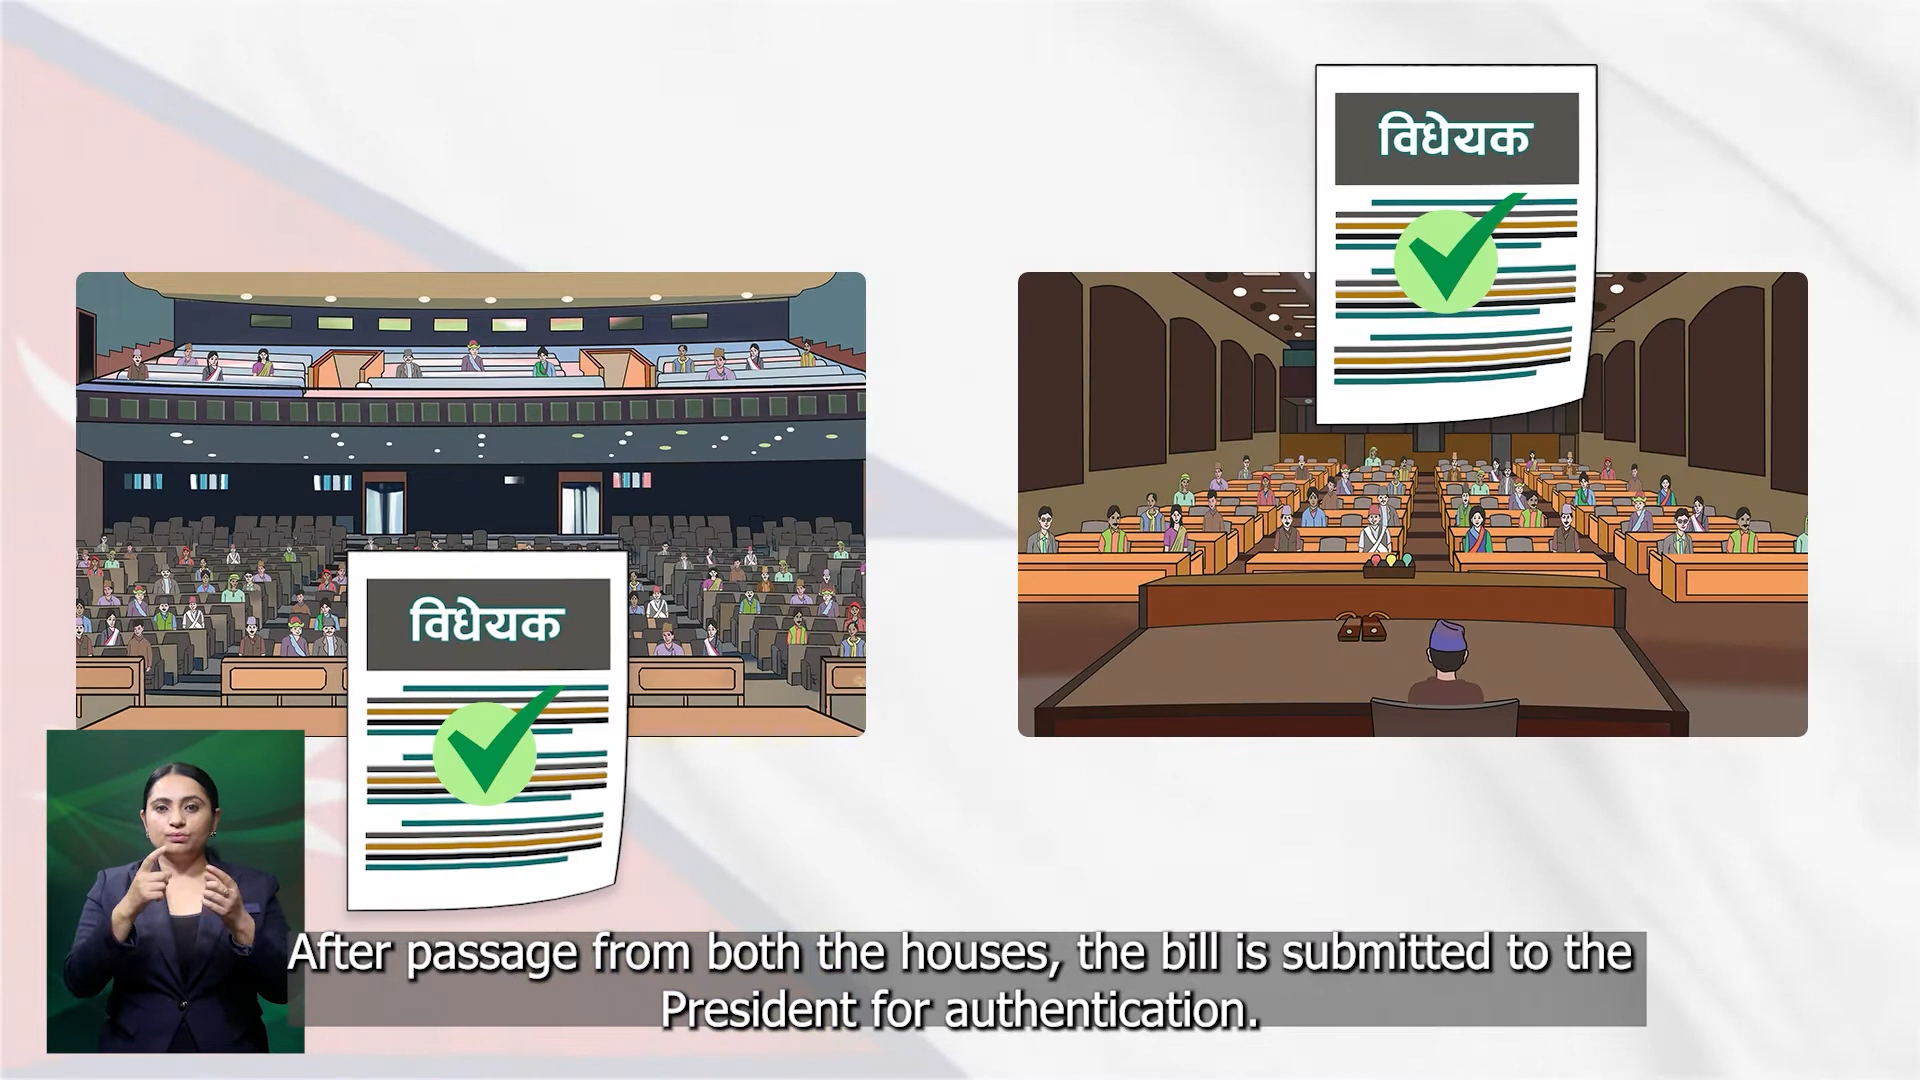 विधेयक
विधेयक
After passage from both the houses, the bill is submitted to the
President for authentication.